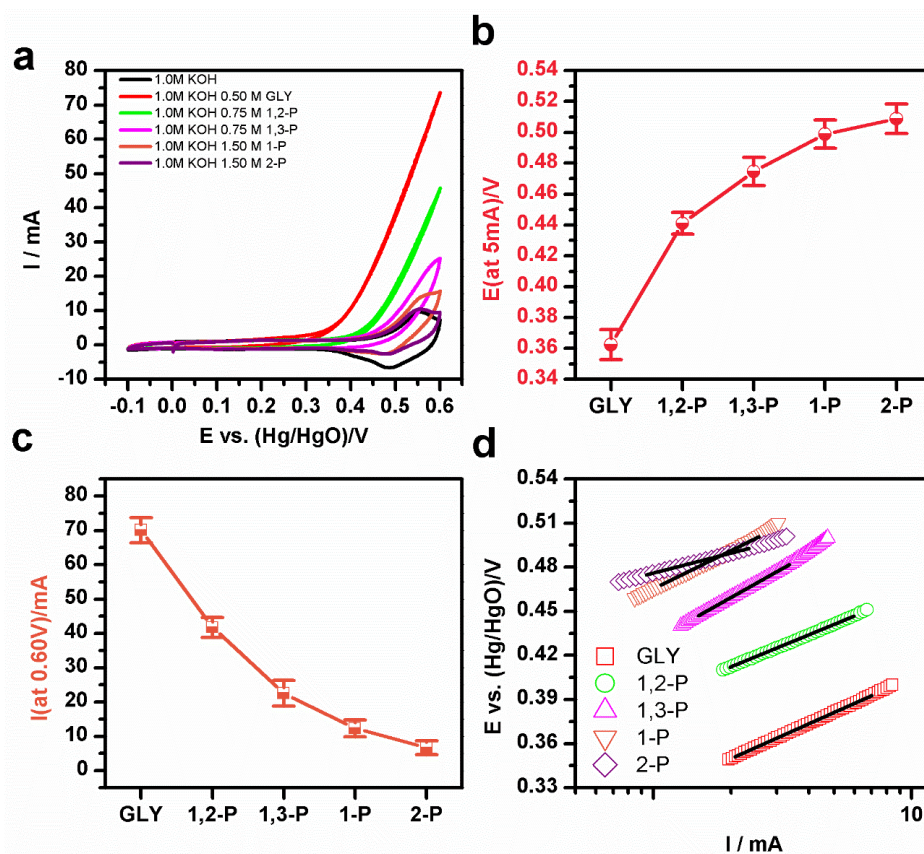 a
80
70
60
50
40
30
20
10
0
-10
1.0M KOH
1.0M KOH 0.50 M GLY
1.0M KOH 0.75 M 1,2-P
1.0M KOH 0.75 M 1,3-P
1.0M KOH 1.50 M 1-P
1.0M KOH 1.50 M 2-P
I / mA
-0.1 0.0 0.1 0.2 0.3 0.4 0.5 0.6
E vs. (Hg/HgO)/V
b
0.54
0.52
0.50
0.48
0.46
0.44
0.42
0.40
0.38
0.36
0.34
E(at 5mA)/V
GLY 1,2-P 1,3-P 1-P 2-P
c
80
70
60
50
40
30
20
10
0
I(at 0.60V)/mA
GLY 1,2-P 1,3-P 1-P 2-P
d
0.54
0.51
0.48
0.45
0.42
0.39
0.36
0.33
E vs. (Hg/HgO)/V
GLY
1,2-P
1,3-P
1-P
2-P
10
I / mA